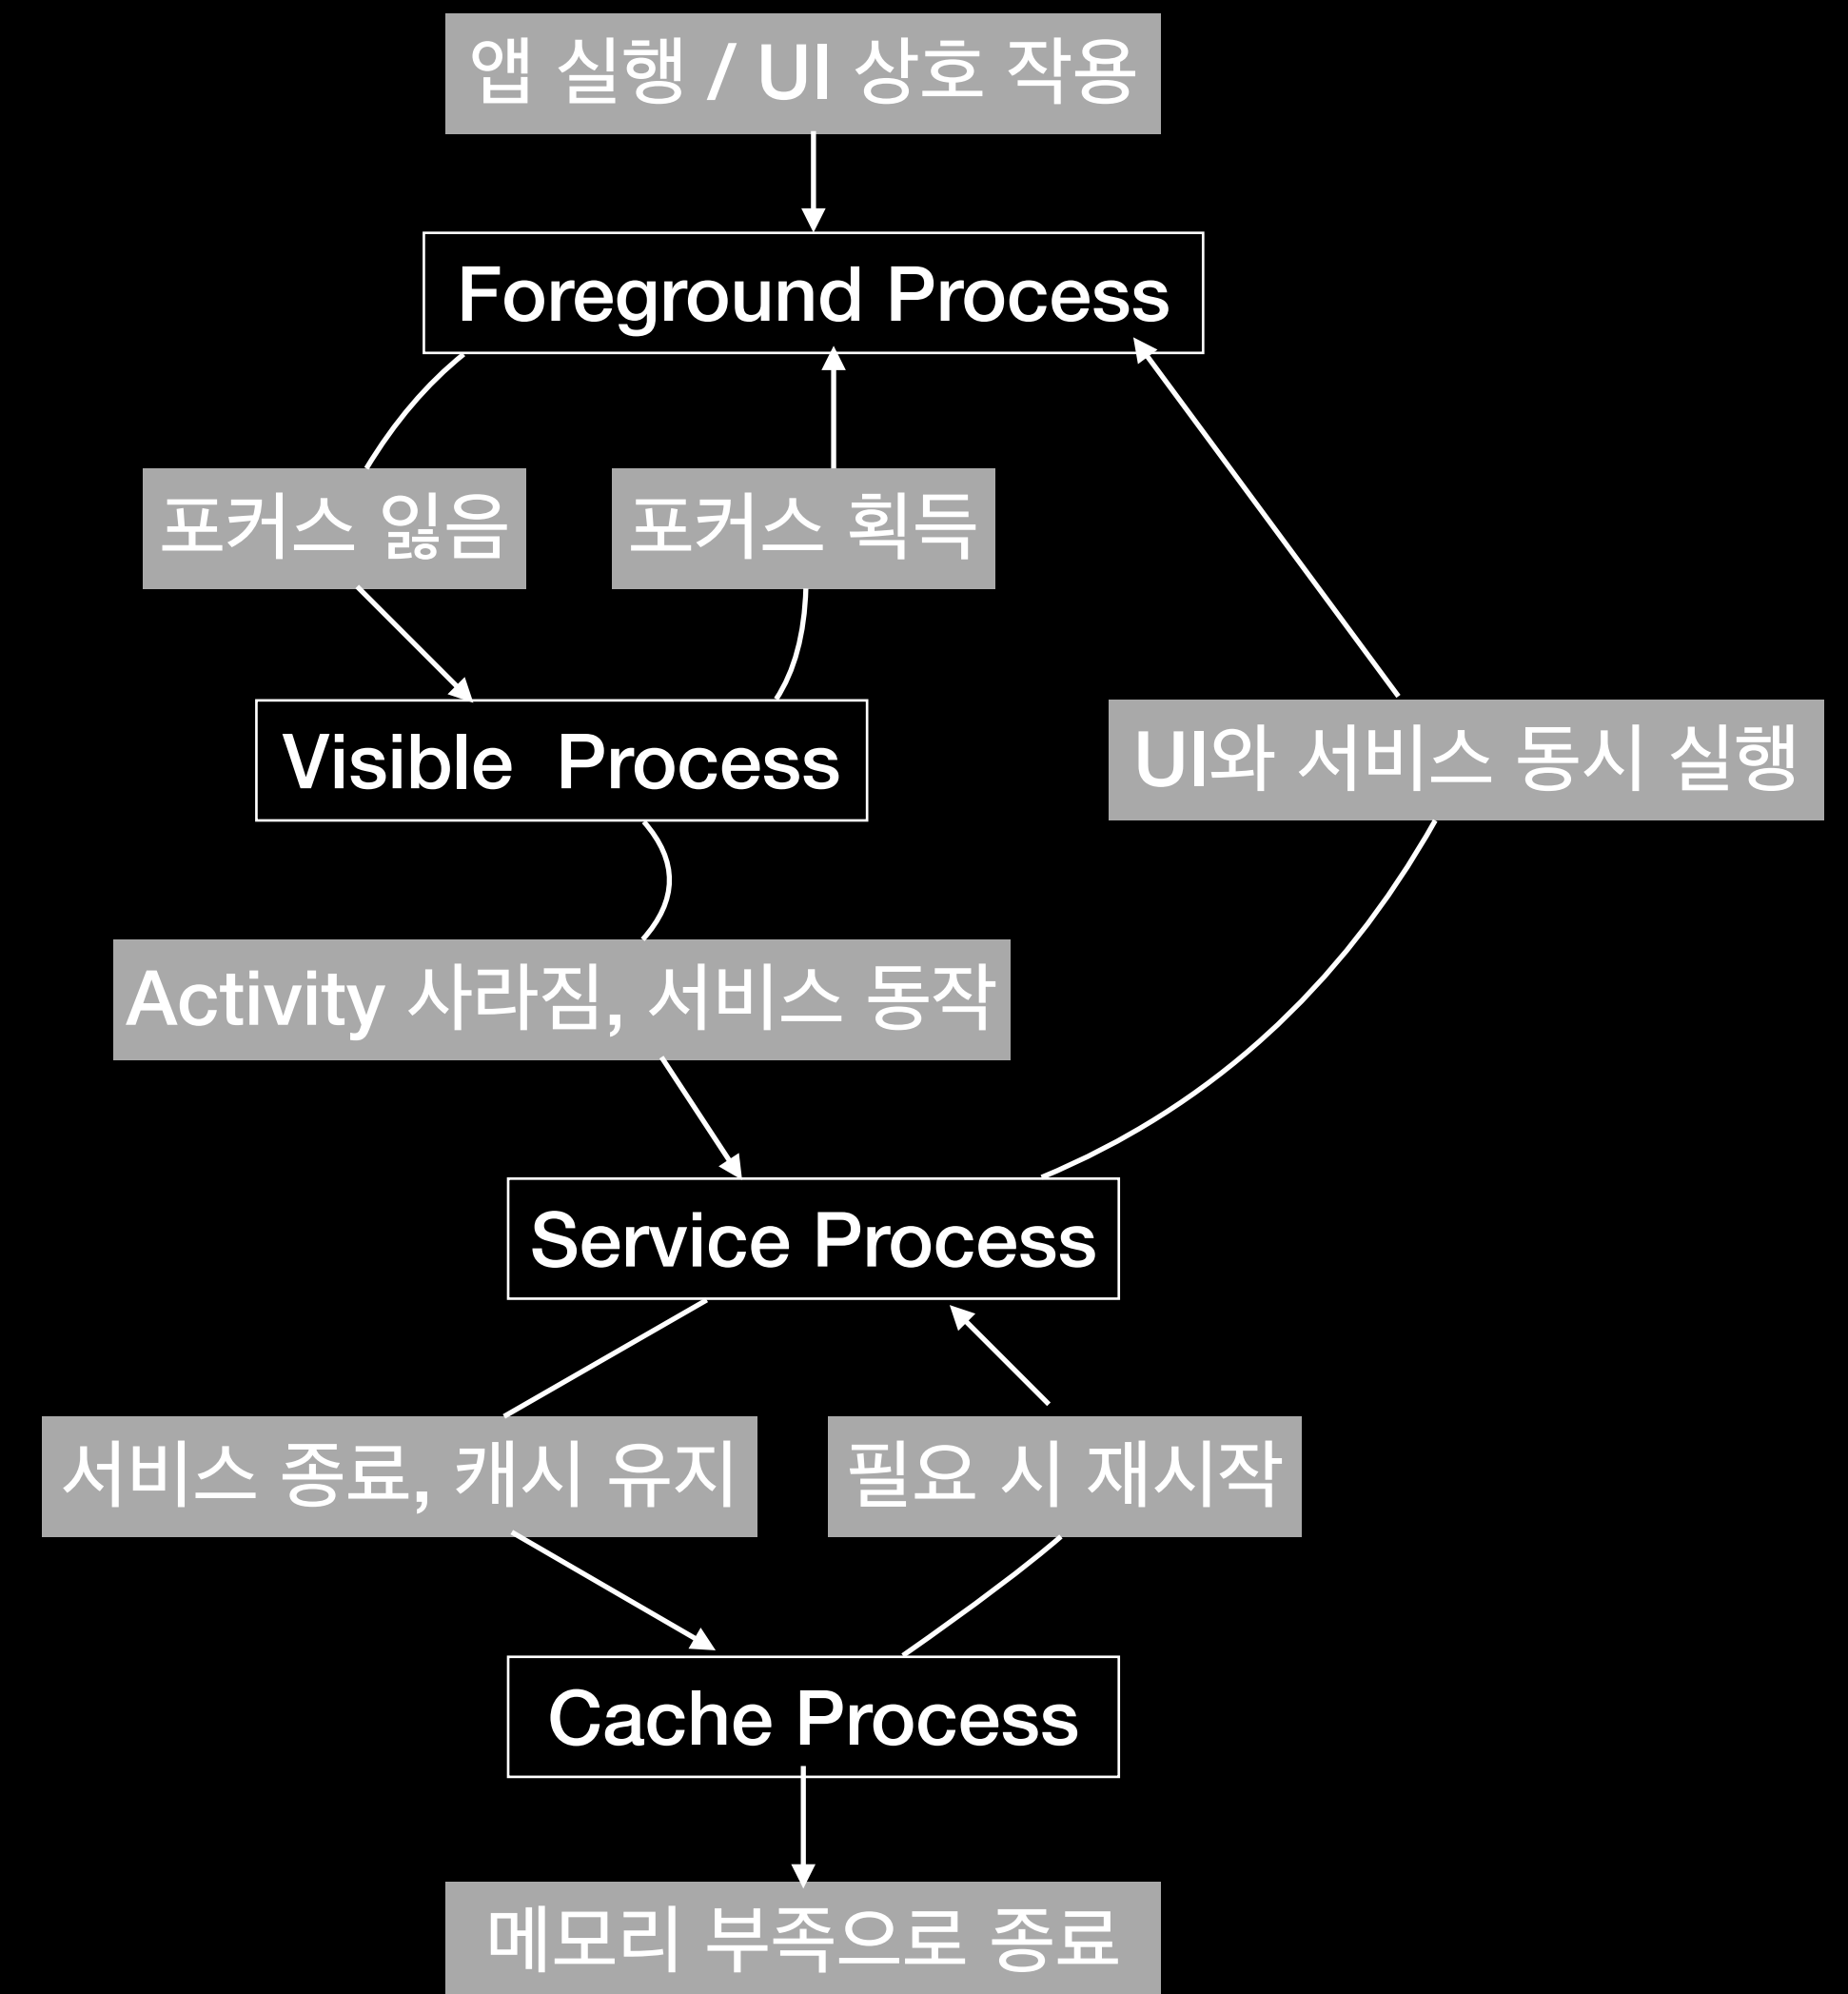 앱 실행 / UI 상호 작용
Foreground Process
포커스 잃음
포커스 획득
Visible Process
UI와 서비스 동시 실행
Activity 사라짐, 서비스 동작
Service Process
서비스 종료, 캐시 유지
필요 시 재시작
Cache Process
메모리 부족으로 종료